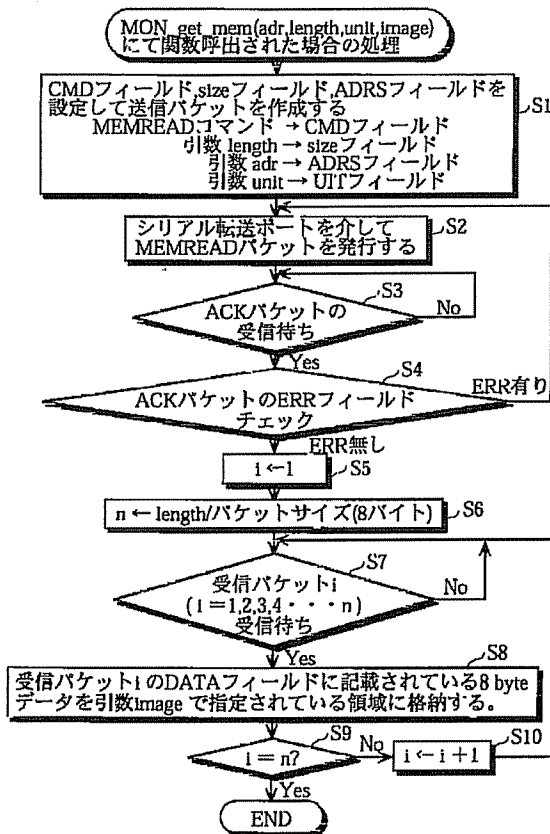 MON_get_mem(adr,length,unit,image)
にて関数呼出された場合の処理
CMDフィールド,sizeフィールド,ADRSフィールドを
設定して送信パケットを作成する
MEMREADコマンド → CMDフィールド
引数 length → sizeフィールド
引数 adr → ADRSフィールド
引数 unit → UITフィールド
S1
シリアル転送ポートを介して
MEMREADパケットを発行する
S2
S3
ACKパケットの
受信待ち
No
Yes
S4
ACKパケットのERRフィールド
チェック
ERR有り
ERR無し
i←1
S5
n ← length/パケットサイズ(8バイト)
S6
S7
受信パケットi
(i=1,2,3,4・・・n)
受信待ち
No
Yes
S8
受信パケットiのDATAフィールドに記載されている8 byte
データを引数imageで指定されている領域に格納する。
S9
i=n?
No
i←i+1
S10
Yes
END